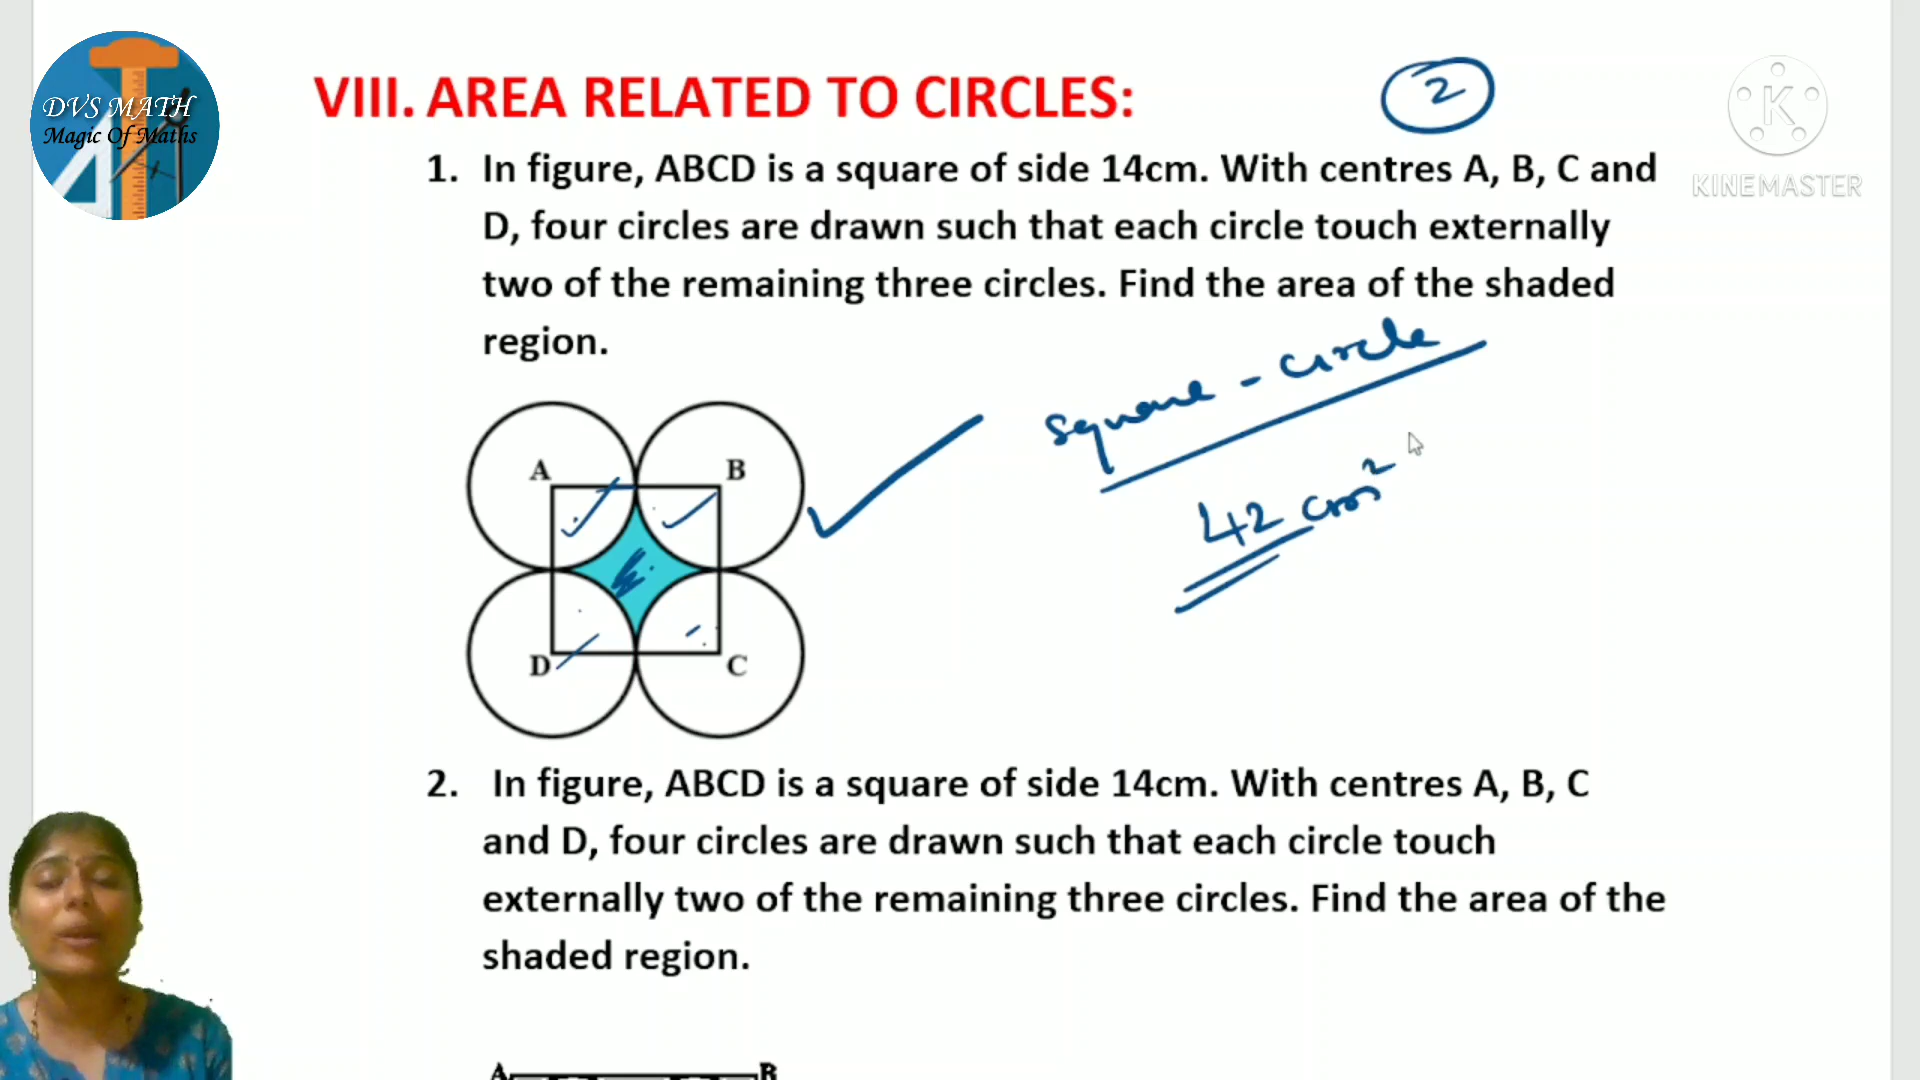 DVS MATH
Magic Of Maths
VIII. AREA RELATED TO CIRCLES:
2
K
KINEMASTER
1. In figure, ABCD is a square of side 14cm. With centres A, B, C and
D, four circles are drawn such that each circle touch externally
two of the remaining three circles. Find the area of the shaded
region.
square - circle
42 cm²
A
B
D
C
2. In figure, ABCD is a square of side 14cm. With centres A, B, C
and D, four circles are drawn such that each circle touch
externally two of the remaining three circles. Find the area of the
shaded region.
A
B